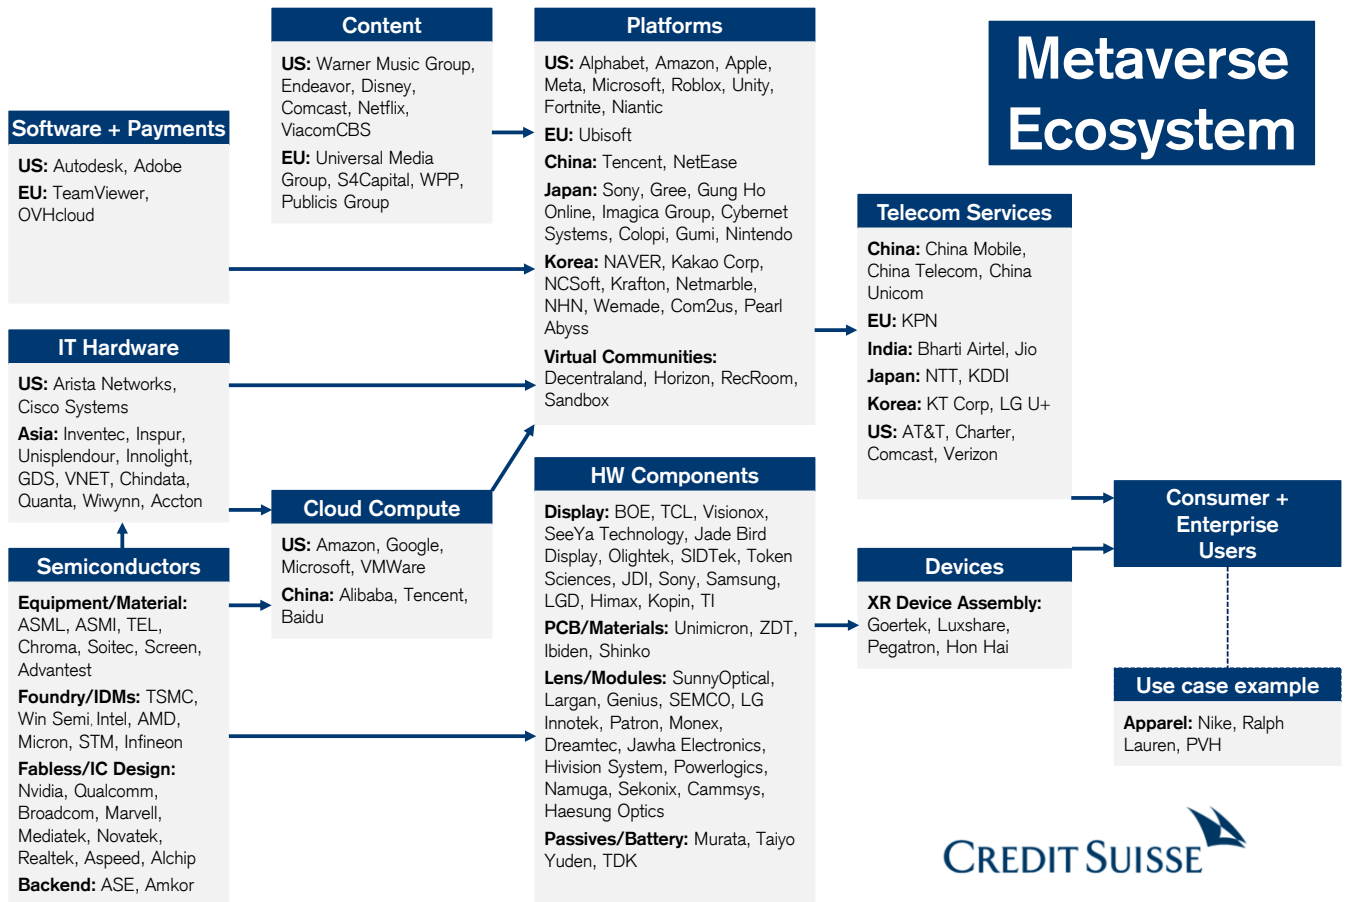 Metaverse
Ecosystem
Content
US: Warner Music Group,
Endeavor, Disney,
Comcast, Netflix,
ViacomCBS
EU: Universal Media
Group, S4Capital, WPP,
Publicis Group
Platforms
US: Alphabet, Amazon, Apple,
Meta, Microsoft, Roblox, Unity,
Fortnite, Niantic
EU: Ubisoft
China: Tencent, NetEase
Japan: Sony, Gree, Gung Ho
Online, Imagica Group, Cybernet
Systems, Colopi, Gumi, Nintendo
Korea: NAVER, Kakao Corp,
NCSoft, Krafton, Netmarble,
NHN, Wemade, Com2us, Pearl
Abyss
Virtual Communities:
Decentraland, Horizon, RecRoom,
Sandbox
Software + Payments
US: Autodesk, Adobe
EU: TeamViewer,
OVHcloud
IT Hardware
US: Arista Networks,
Cisco Systems
Asia: Inventec, Inspur,
Unisplendour, Innolight,
GDS, VNET, Chindata,
Quanta, Wiwynn, Accton
Semiconductors
Equipment/Material:
ASML, ASMI, TEL,
Chroma, Soitec, Screen,
Advantest
Foundry/IDMs: TSMC,
Win Semi, Intel, AMD,
Micron, STM, Infineon
Fabless/IC Design:
Nvidia, Qualcomm,
Broadcom, Marvell,
Mediatek, Novatek,
Realtek, Aspeed, Alchip
Backend: ASE, Amkor
Cloud Compute
US: Amazon, Google,
Microsoft, VMWare
China: Alibaba, Tencent,
Baidu
HW Components
Display: BOE, TCL, Visionox,
SeeYa Technology, Jade Bird
Display, Olightek, SIDTek, Token
Sciences, JDI, Sony, Samsung,
LGD, Himax, Kopin, TI
PCB/Materials: Unimicron, ZDT,
Ibiden, Shinko
Lens/Modules: SunnyOptical,
Largan, Genius, SEMCO, LG
Innotek, Patron, Monex,
Dreamtec, Jawha Electronics,
Hivision System, Powerlogics,
Namuga, Sekonix, Cammsys,
Haesung Optics
Passives/Battery: Murata, Taiyo
Yuden, TDK
Telecom Services
China: China Mobile,
China Telecom, China
Unicom
EU: KPN
India: Bharti Airtel, Jio
Japan: NTT, KDDI
Korea: KT Corp, LG U+
US: AT&T, Charter,
Comcast, Verizon
Devices
XR Device Assembly:
Goertek, Luxshare,
Pegatron, Hon Hai
Consumer +
Enterprise
Users
Use case example
Apparel: Nike, Ralph
Lauren, PVH
CREDIT SUISSE